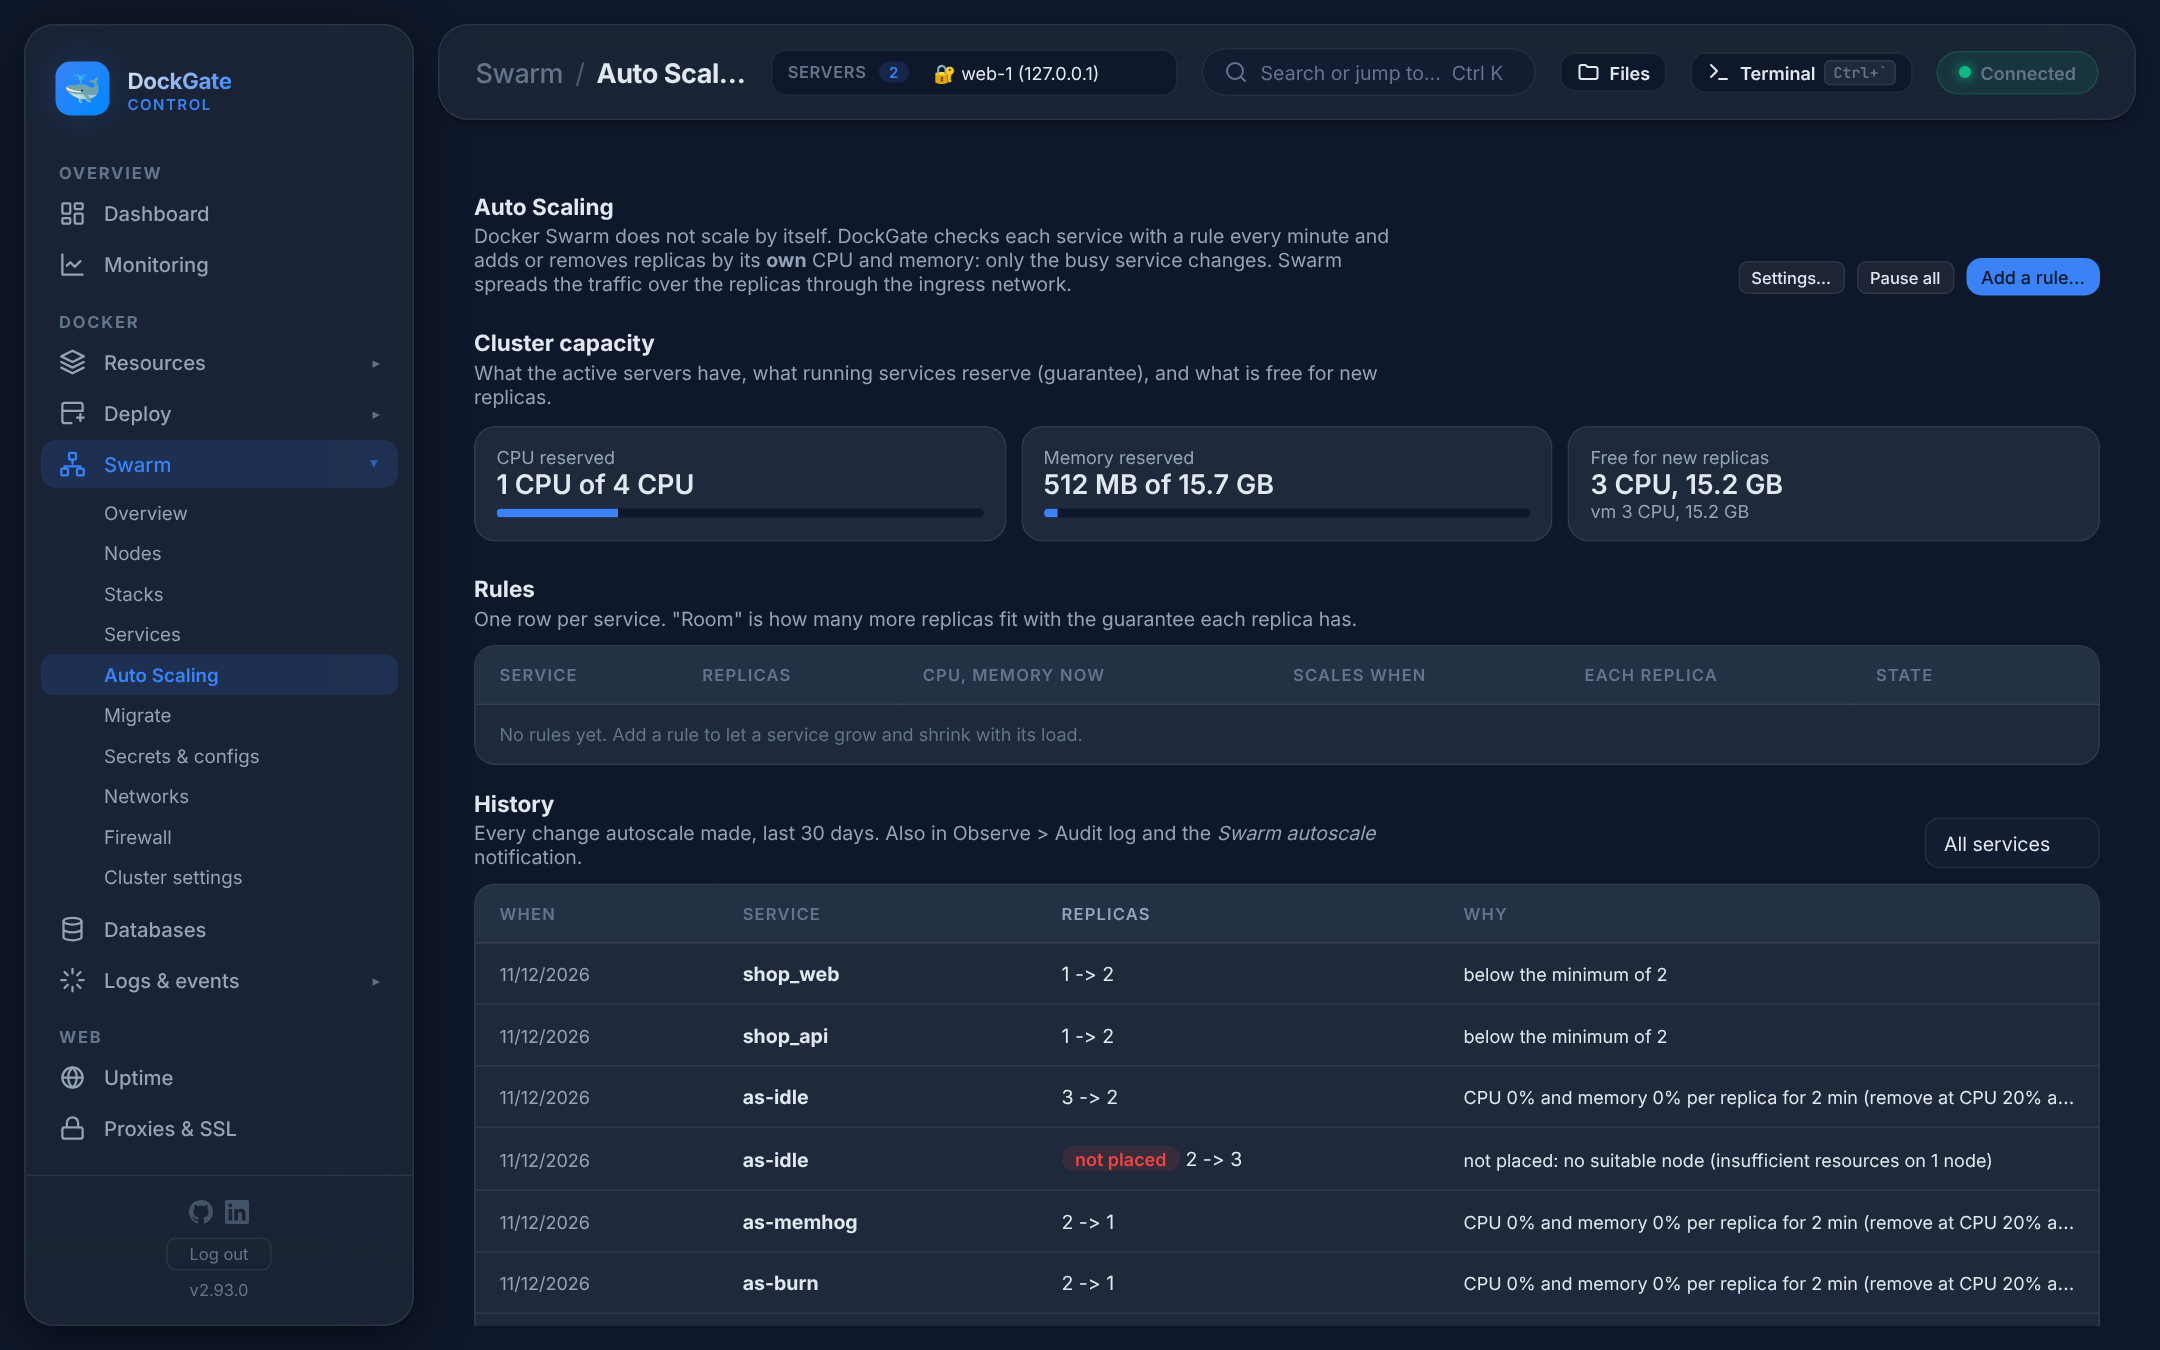 DockGate
CONTROL
OVERVIEW
Dashboard
Monitoring
DOCKER
Resources
Deploy
Swarm
Overview
Nodes
Stacks
Services
Auto Scaling
Migrate
Secrets & configs
Networks
Firewall
Cluster settings
Databases
Logs & events
WEB
Uptime
Proxies & SSL
Log out
v2.93.0
Swarm / Auto Scal...
SERVERS 2 web-1 (127.0.0.1)
Search or jump to... Ctrl K
Files
Terminal Ctrl+`
Connected
Auto Scaling
Docker Swarm does not scale by itself. DockGate checks each service with a rule every minute and
adds or removes replicas by its own CPU and memory: only the busy service changes. Swarm
spreads the traffic over the replicas through the ingress network.
Settings... Pause all Add a rule...
Cluster capacity
What the active servers have, what running services reserve (guarantee), and what is free for new
replicas.
CPU reserved
1 CPU of 4 CPU
Memory reserved
512 MB of 15.7 GB
Free for new replicas
3 CPU, 15.2 GB
vm 3 CPU, 15.2 GB
Rules
One row per service. "Room" is how many more replicas fit with the guarantee each replica has.
SERVICE REPLICAS CPU, MEMORY NOW SCALES WHEN EACH REPLICA STATE
No rules yet. Add a rule to let a service grow and shrink with its load.
History
Every change autoscale made, last 30 days. Also in Observe > Audit log and the Swarm autoscale
notification.
All services
WHEN SERVICE REPLICAS WHY
11/12/2026 shop_web 1 -> 2 below the minimum of 2
11/12/2026 shop_api 1 -> 2 below the minimum of 2
11/12/2026 as-idle 3 -> 2 CPU 0% and memory 0% per replica for 2 min (remove at CPU 20% a...
11/12/2026 as-idle not placed 2 -> 3 not placed: no suitable node (insufficient resources on 1 node)
11/12/2026 as-memhog 2 -> 1 CPU 0% and memory 0% per replica for 2 min (remove at CPU 20% a...
11/12/2026 as-burn 2 -> 1 CPU 0% and memory 0% per replica for 2 min (remove at CPU 20% a...